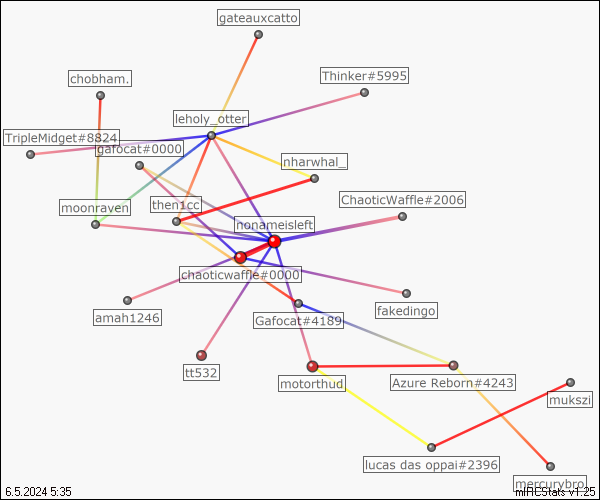 gateauxcatto
Thinker#5995
chobham.
leholy_otter
TripleMidget#8824
gafocat#0000
nharwhal_
ChaoticWaffle#2006
moonraven
then1cc
nonameisleft
chaoticwaffle#0000
fakedingo
amah1246
Gafocat#4189
tt532
motorthud
Azure Reborn#4243
mukszi
lucas das oppai#2396
mercurybro
6.5.2024 5:35
mIRCStats v1.25